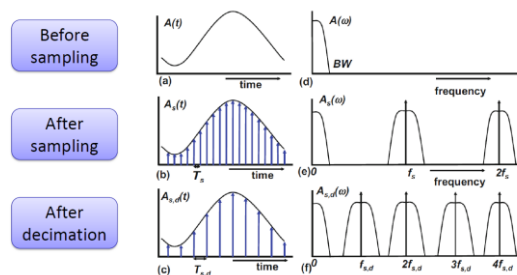 Before
sampling
A(t)
(a)
time
A(ω)
BW
(d)
frequency
After
sampling
As(t)
(b)
Ts
time
As(ω)
0
fs
2fs
(e)
frequency
After
decimation
As,d(t)
(c)
Ts,d
time
As,d(ω)
0
fs,d
2fs,d
3fs,d
4fs,d
(f)